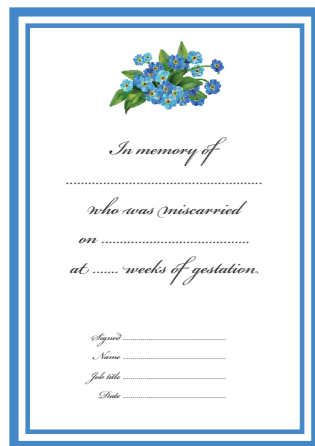 In memory of
................................................
who was miscarried
on ....................................
at ....... weeks of gestation.
Signed ........................................
Name ........................................
Job title ........................................
Date ........................................